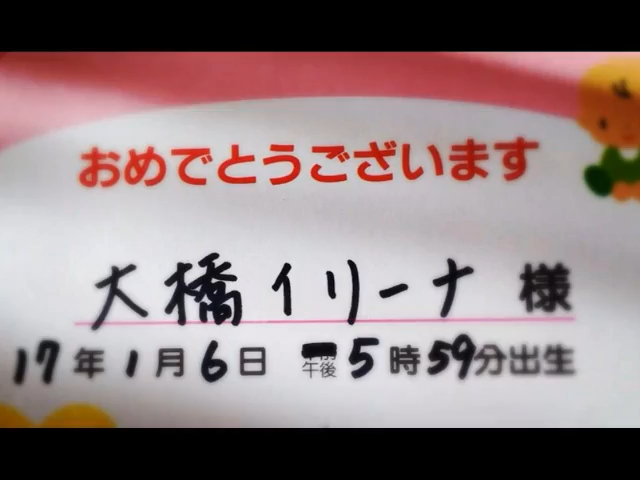 おめでとうございます
大橋イリーナ 様
17年1月6日 午後5時59分出生